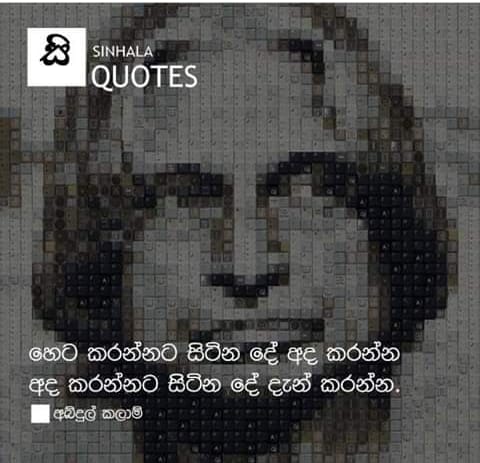 සි
SINHALA
QUOTES
හෙට කරන්නට සිටින දේ අද කරන්න
අද කරන්නට සිටින දේ දැන් කරන්න.
අබ්දුල් කලාම්